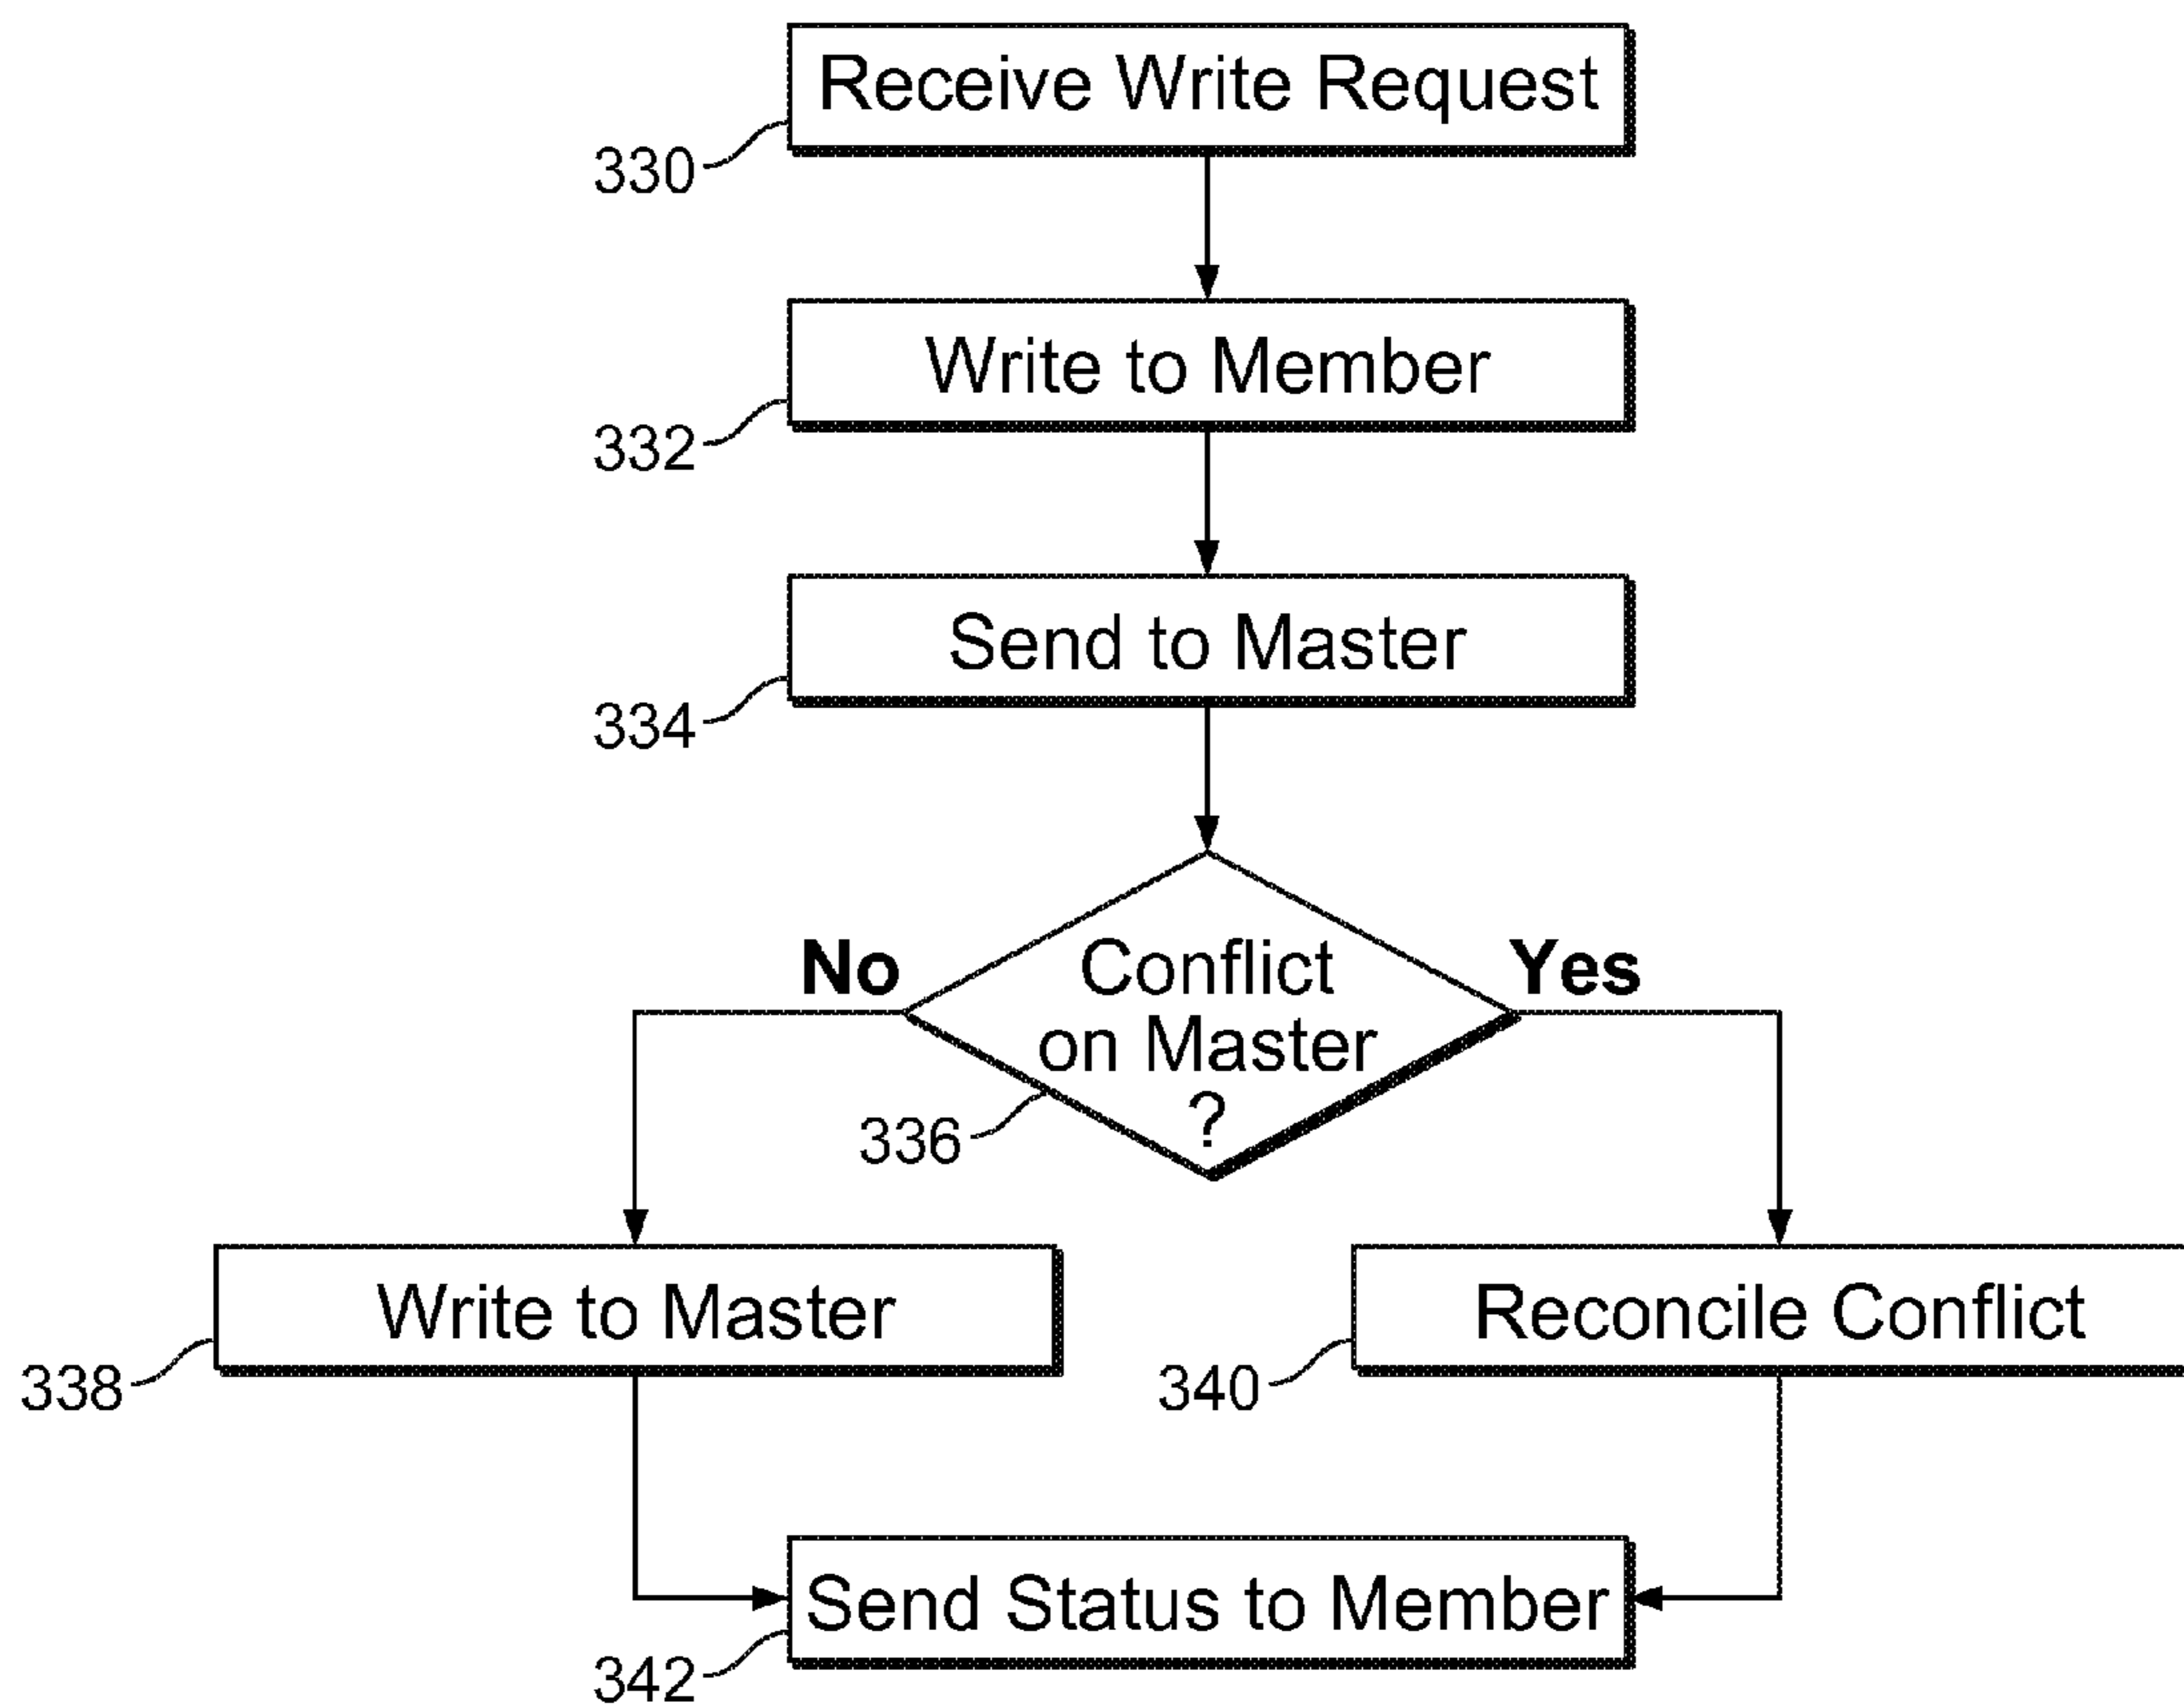 Receive Write Request
330
Write to Member
332
Send to Master
334
No
Yes
Conflict
on Master
?
336
Write to Master
338
Reconcile Conflict
340
Send Status to Member
342